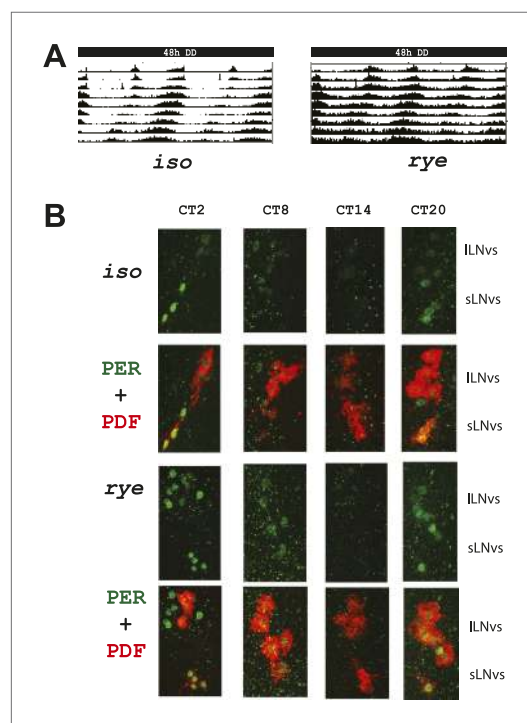 A
48h DD
48h DD
iso
rye
B
CT2
CT8
CT14
CT20
iso
lLNvs
sLNvs
PER
+
PDF
lLNvs
sLNvs
rye
lLNvs
sLNvs
PER
+
PDF
lLNvs
sLNvs